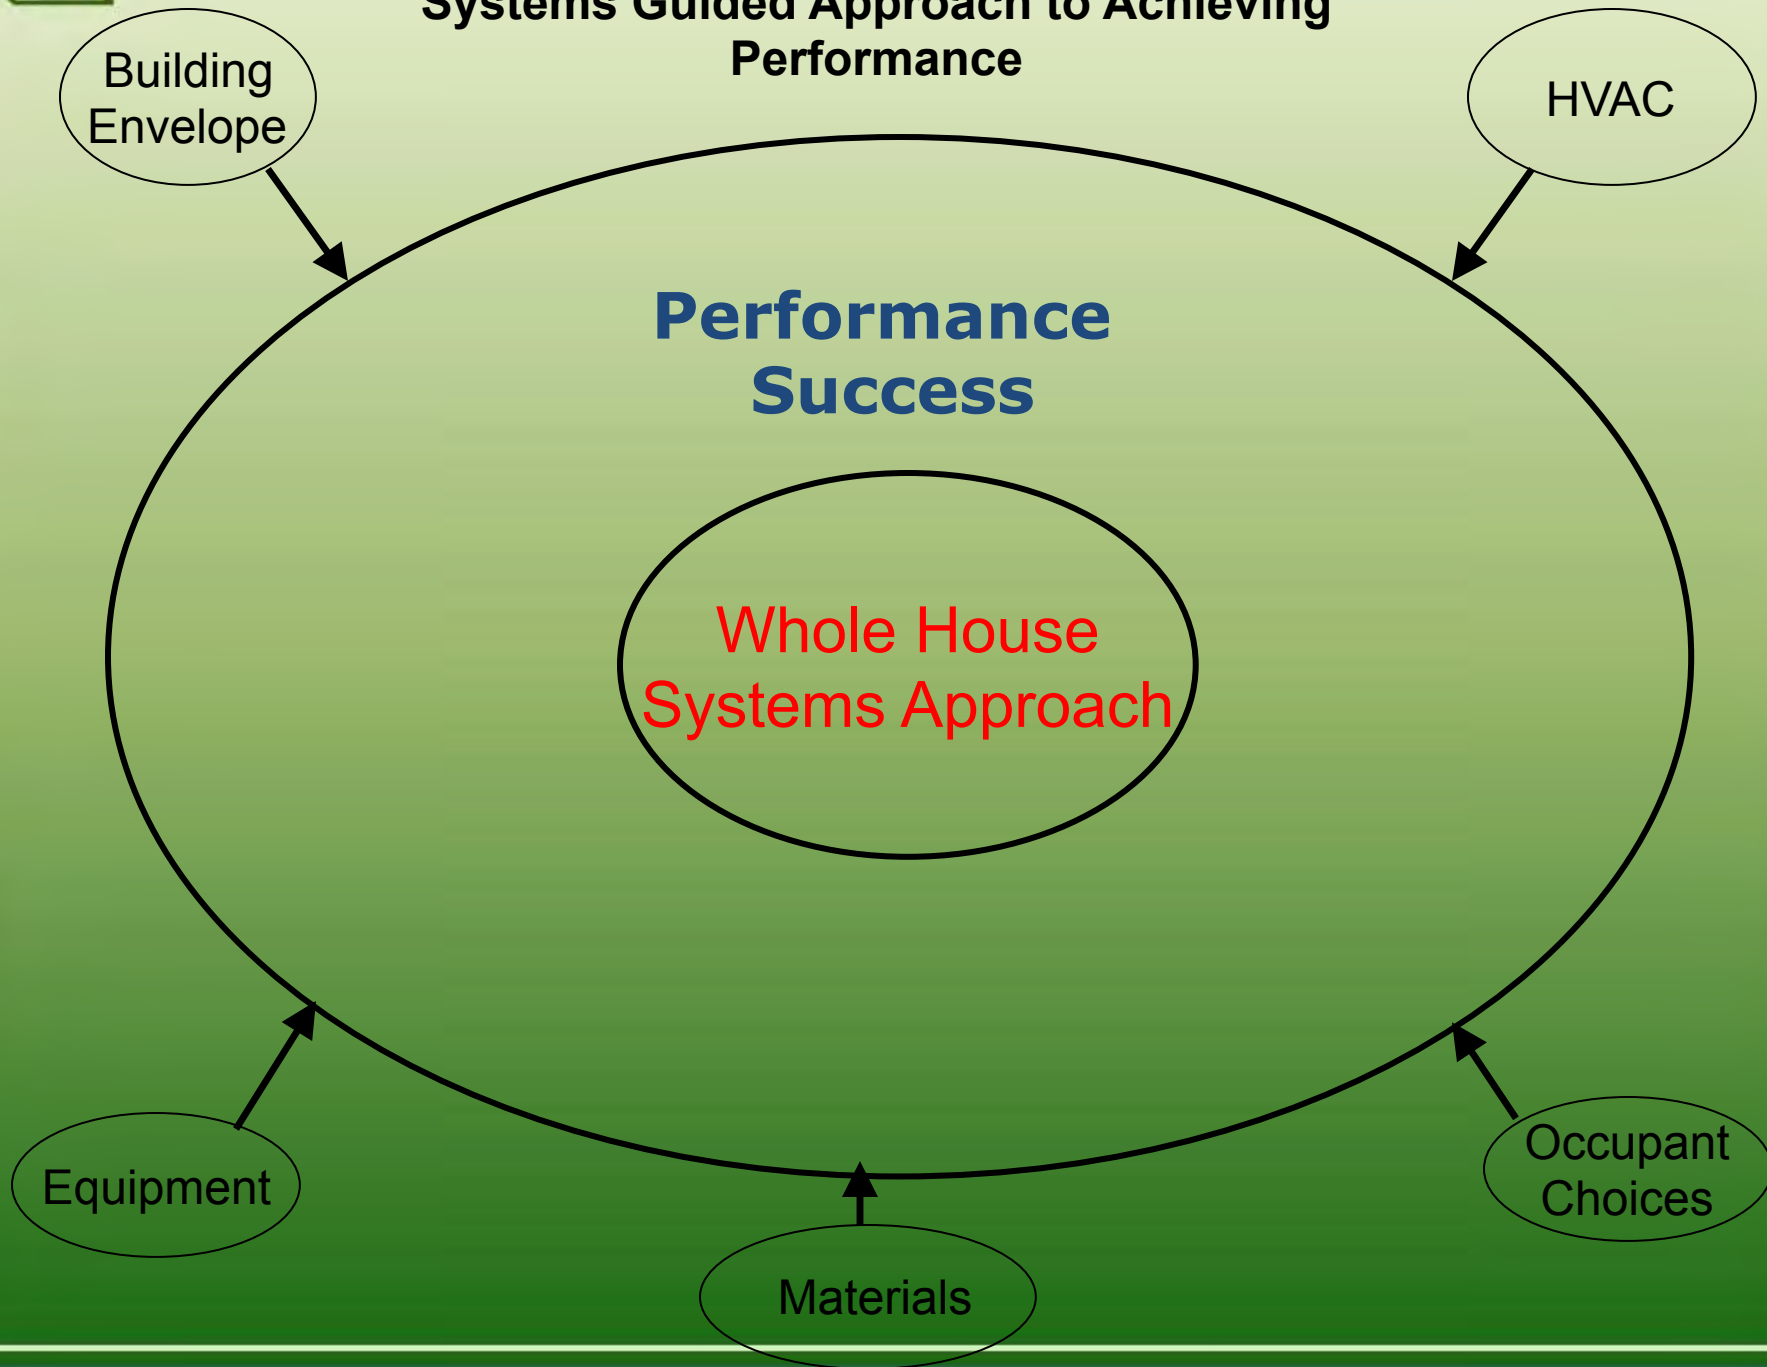 Systems Guided Approach to Achieving
Performance
Building
Envelope
HVAC
Performance
Success
Whole House
Systems Approach
Equipment
Occupant
Choices
Materials